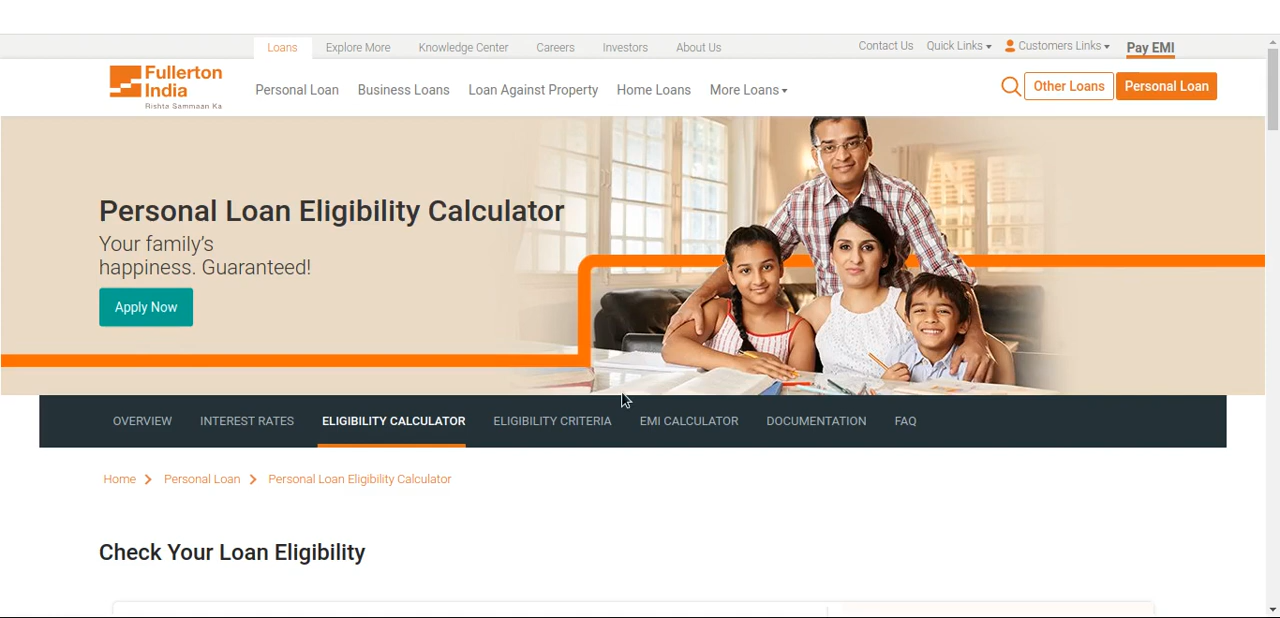 Loans Explore More Knowledge Center Careers Investors About Us Contact Us Quick Links Customers Links Pay EMI
Fullerton
India
Rishta Sammaan Ka
Personal Loan Business Loans Loan Against Property Home Loans More Loans Other Loans Personal Loan
Personal Loan Eligibility Calculator
Your family's
happiness. Guaranteed!
Apply Now
OVERVIEW INTEREST RATES ELIGIBILITY CALCULATOR ELIGIBILITY CRITERIA EMI CALCULATOR DOCUMENTATION FAQ
Home Personal Loan Personal Loan Eligibility Calculator
Check Your Loan Eligibility